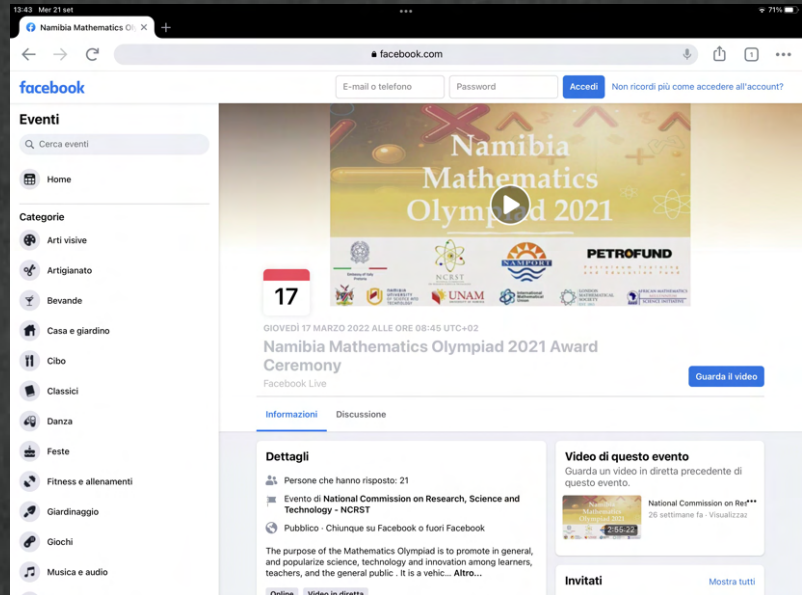 13:43 Mer 21 set
71%
Namibia Mathematics Ol
facebook.com
1
facebook
E-mail o telefono
Password
Accedi
Non ricordi più come accedere all'account?
Eventi
Cerca eventi
Home
Categorie
Arti visive
Artigianato
Bevande
Casa e giardino
Cibo
Classici
Danza
Feste
Fitness e allenamenti
Giardinaggio
Giochi
Musica e audio
Namibia
Mathematics
Olympiad 2021
NCRST
NAMPORT
PETROFUND
Petroleum Training
and Education Fund
UNAM
17
GIOVEDÌ 17 MARZO 2022 ALLE ORE 08:45 UTC+02
Namibia Mathematics Olympiad 2021 Award
Ceremony
Facebook Live
Guarda il video
Informazioni
Discussione
Dettagli
Persone che hanno risposto: 21
Evento di National Commission on Research, Science and
Technology - NCRST
Pubblico · Chiunque su Facebook o fuori Facebook
The purpose of the Mathematics Olympiad is to promote in general,
and popularize science, technology and innovation among learners,
teachers, and the general public . It is a vehic... Altro...
Online
Video in diretta
Video di questo evento
Guarda un video in diretta precedente di
questo evento.
2:55:22
National Commission on Res
26 settimane fa · Visualizzaz
Invitati
Mostra tutti